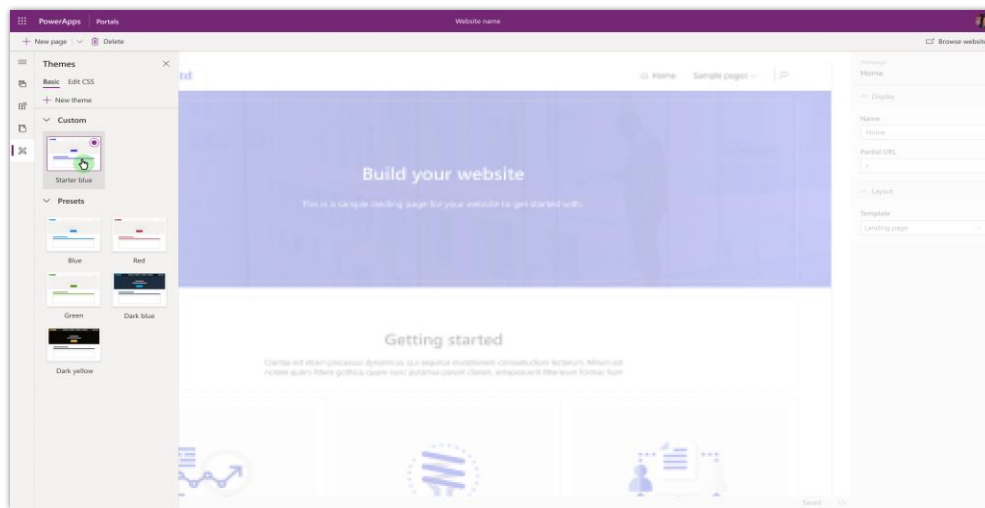 PowerApps Portals Website name
New page Delete Browse website
Themes
Basic Edit CSS
New theme
Custom
Starter blue
Presets
Blue Red
Green Dark blue
Dark yellow
Home Sample pages
Build your website
This is a sample landing page for your website to get started with.
Getting started
Webpage
Home
Display
Name
Home
Partial URL
/
Layout
Template
Landing page
Saved